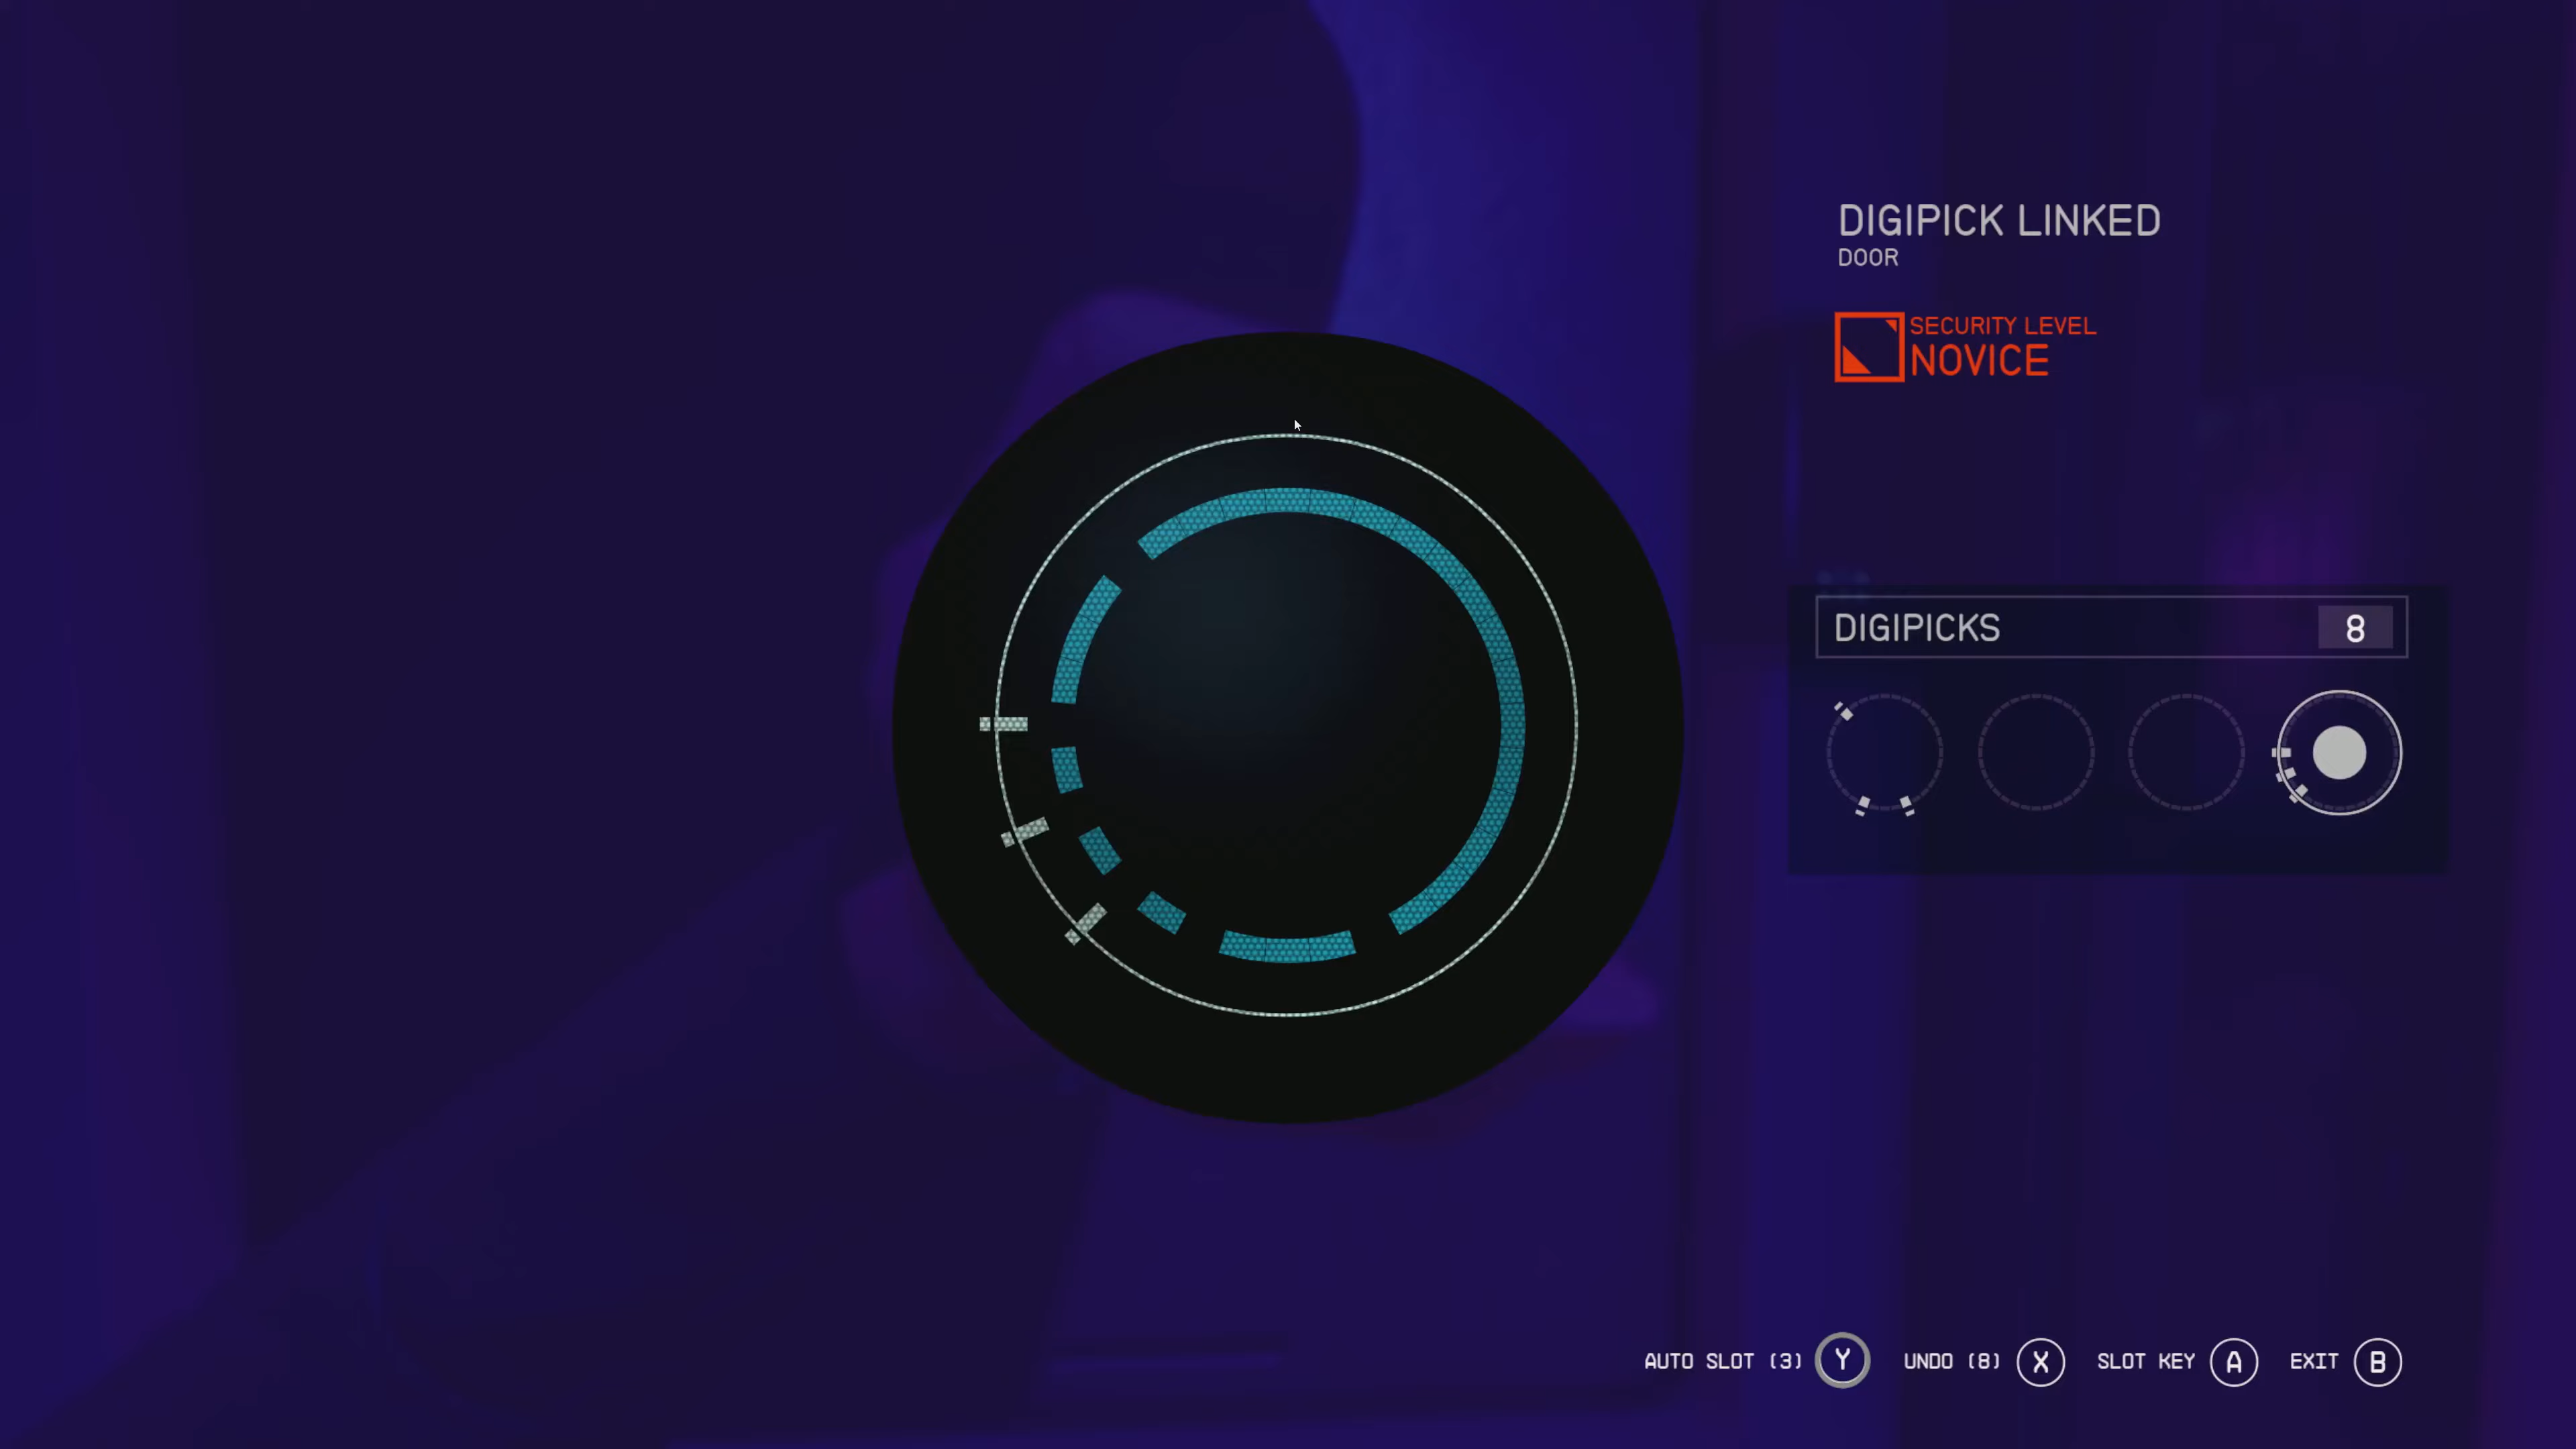 DIGIPICK LINKED
DOOR
SECURITY LEVEL
NOVICE
DIGIPICKS 8
AUTO SLOT (3) Y UNDO (8) X SLOT KEY A EXIT B